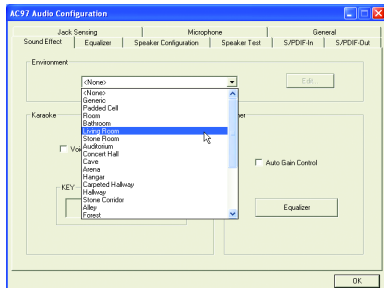 AC97 Audio Configuration
Jack Sensing Microphone General
Sound Effect Equalizer Speaker Configuration Speaker Test S/PDIF-In S/PDIF-Out
Environment
<None> Edit
<None>
Generic
Padded Cell
Room
Bathroom
Living Room
Stone Room
Auditorium
Concert Hall
Cave
Arena
Hangar
Carpeted Hallway
Hallway
Stone Corridor
Alley
Forest
Karaoke
Auto Gain Control
KEY
Equalizer
OK